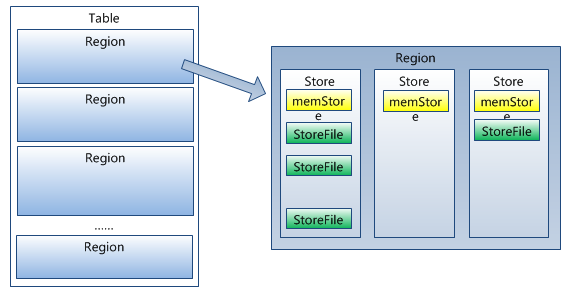 Table
Region
Region
Region
......
Region
Region
Store
memStor
e
StoreFile
StoreFile
StoreFile
Store
memStor
e
Store
memStor
e
StoreFile